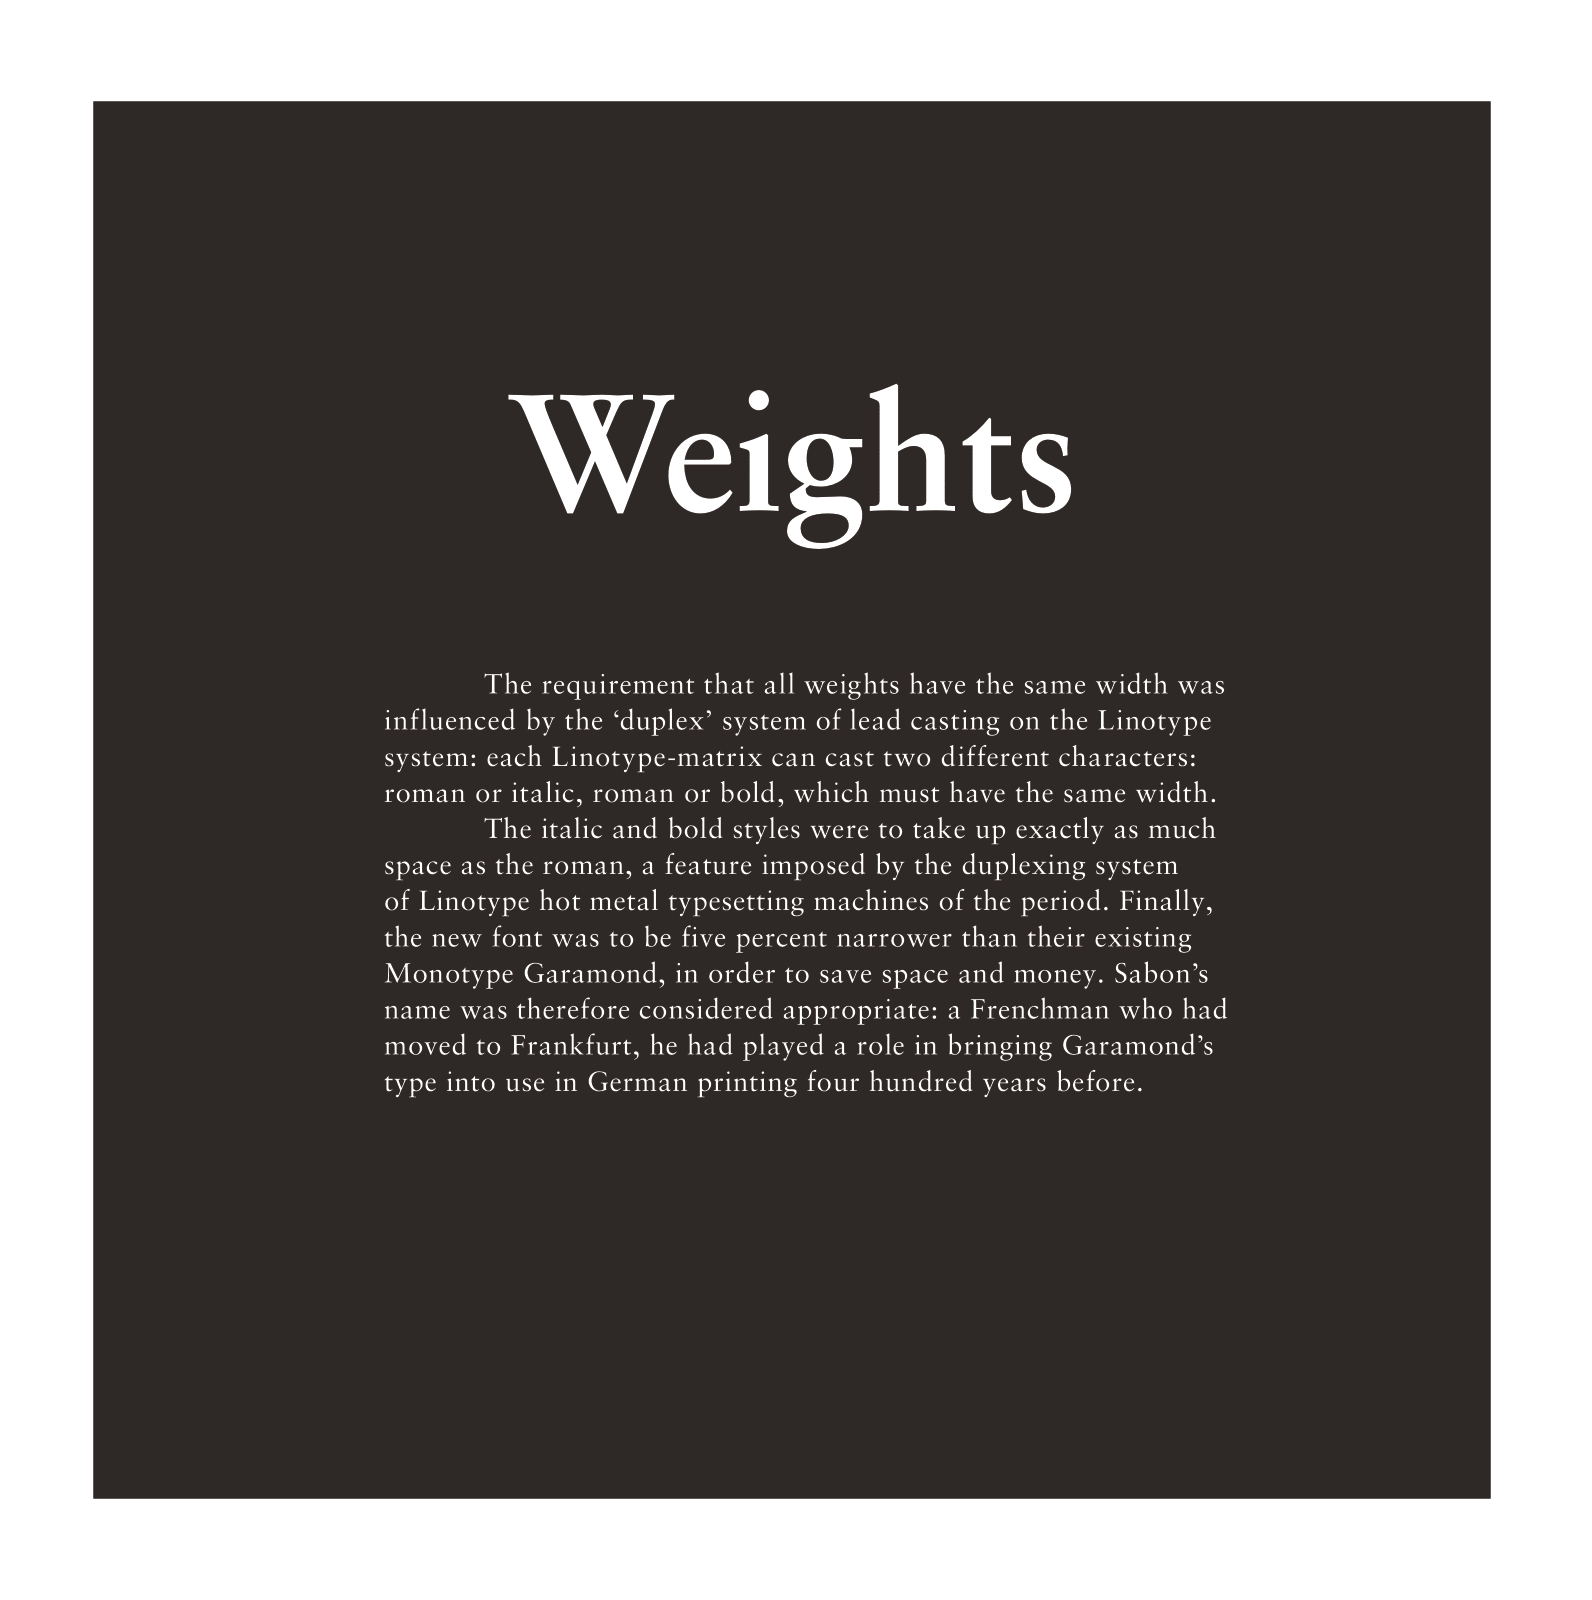 Weights
The requirement that all weights have the same width was
influenced by the ‘duplex’ system of lead casting on the Linotype
system: each Linotype-matrix can cast two different characters:
roman or italic, roman or bold, which must have the same width.
The italic and bold styles were to take up exactly as much
space as the roman, a feature imposed by the duplexing system
of Linotype hot metal typesetting machines of the period. Finally,
the new font was to be five percent narrower than their existing
Monotype Garamond, in order to save space and money. Sabon’s
name was therefore considered appropriate: a Frenchman who had
moved to Frankfurt, he had played a role in bringing Garamond’s
type into use in German printing four hundred years before.